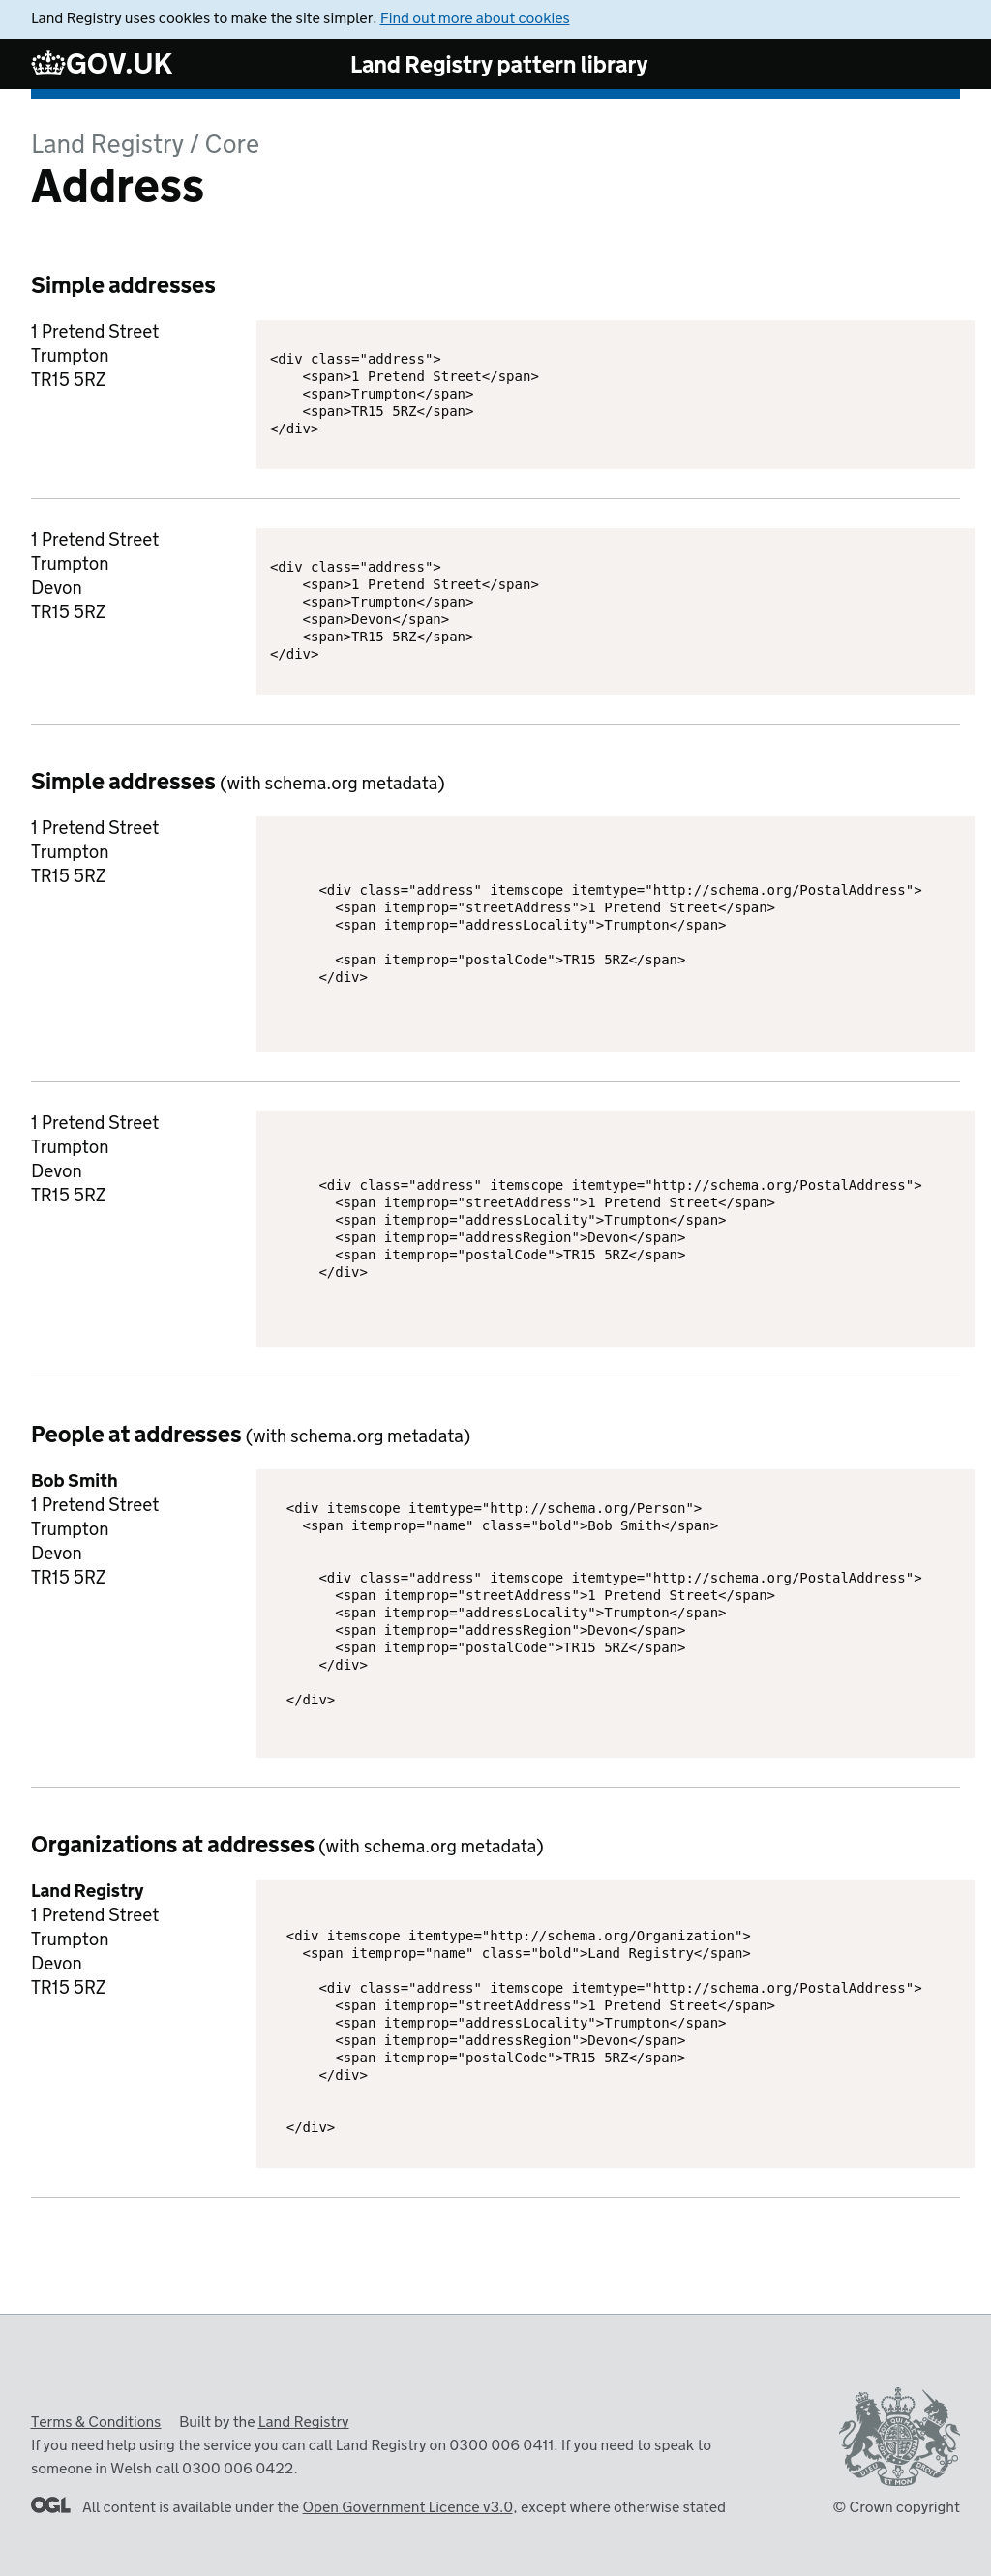 Land Registry uses cookies to make the site simpler. Find out more about cookies
GOV.UK
Land Registry pattern library
Land Registry / Core
Address
Simple addresses
1 Pretend Street
Trumpton
TR15 5RZ
<div class="address">
    <span>1 Pretend Street</span>
    <span>Trumpton</span>
    <span>TR15 5RZ</span>
</div>
1 Pretend Street
Trumpton
Devon
TR15 5RZ
<div class="address">
    <span>1 Pretend Street</span>
    <span>Trumpton</span>
    <span>Devon</span>
    <span>TR15 5RZ</span>
</div>
Simple addresses (with schema.org metadata)
1 Pretend Street
Trumpton
TR15 5RZ
<div class="address" itemscope itemtype="http://schema.org/PostalAddress">
  <span itemprop="streetAddress">1 Pretend Street</span>
  <span itemprop="addressLocality">Trumpton</span>
  <span itemprop="postalCode">TR15 5RZ</span>
</div>
1 Pretend Street
Trumpton
Devon
TR15 5RZ
<div class="address" itemscope itemtype="http://schema.org/PostalAddress">
  <span itemprop="streetAddress">1 Pretend Street</span>
  <span itemprop="addressLocality">Trumpton</span>
  <span itemprop="addressRegion">Devon</span>
  <span itemprop="postalCode">TR15 5RZ</span>
</div>
People at addresses (with schema.org metadata)
Bob Smith
1 Pretend Street
Trumpton
Devon
TR15 5RZ
<div itemscope itemtype="http://schema.org/Person">
  <span itemprop="name" class="bold">Bob Smith</span>
    <div class="address" itemscope itemtype="http://schema.org/PostalAddress">
      <span itemprop="streetAddress">1 Pretend Street</span>
      <span itemprop="addressLocality">Trumpton</span>
      <span itemprop="addressRegion">Devon</span>
      <span itemprop="postalCode">TR15 5RZ</span>
    </div>
</div>
Organizations at addresses (with schema.org metadata)
Land Registry
1 Pretend Street
Trumpton
Devon
TR15 5RZ
<div itemscope itemtype="http://schema.org/Organization">
  <span itemprop="name" class="bold">Land Registry</span>
    <div class="address" itemscope itemtype="http://schema.org/PostalAddress">
      <span itemprop="streetAddress">1 Pretend Street</span>
      <span itemprop="addressLocality">Trumpton</span>
      <span itemprop="addressRegion">Devon</span>
      <span itemprop="postalCode">TR15 5RZ</span>
    </div>
</div>
Terms & Conditions Built by the Land Registry
If you need help using the service you can call Land Registry on 0300 006 0411. If you need to speak to
someone in Welsh call 0300 006 0422.
OGL All content is available under the Open Government Licence v3.0, except where otherwise stated
© Crown copyright